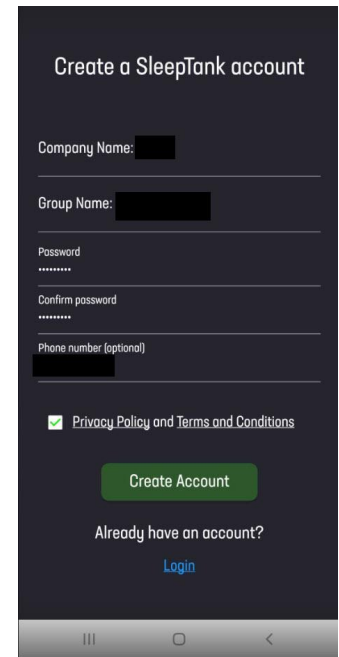 Create a SleepTank account
Company Name:
Group Name:
Password
•••••••••
Confirm password
•••••••••
Phone number (optional)
Privacy Policy and Terms and Conditions
Create Account
Already have an account?
Login